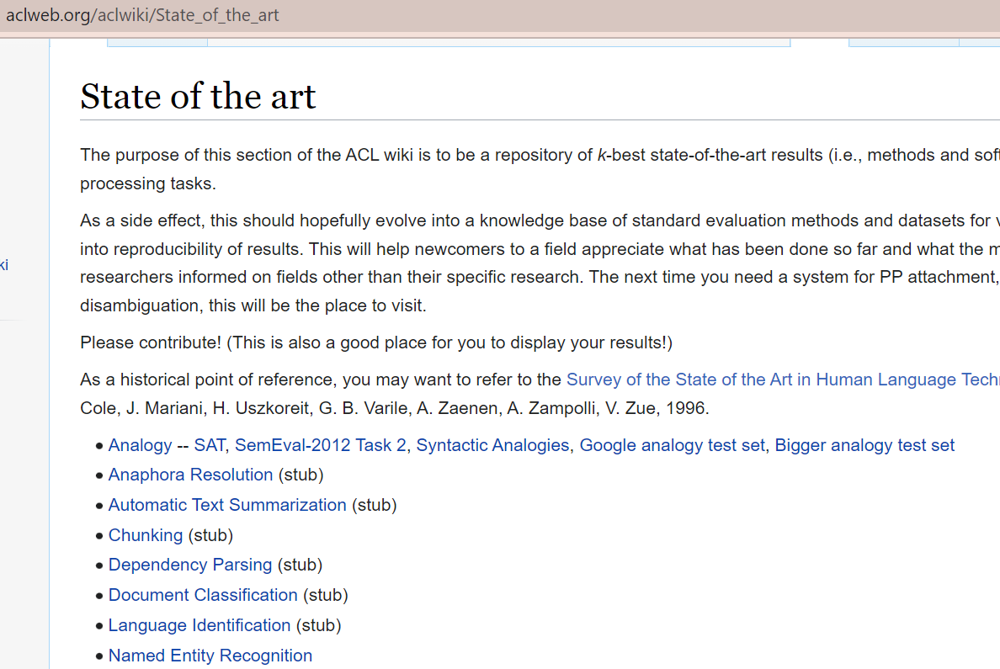 aclweb.org/aclwiki/State_of_the_art
State of the art
The purpose of this section of the ACL wiki is to be a repository of k-best state-of-the-art results (i.e., methods and
processing tasks.
As a side effect, this should hopefully evolve into a knowledge base of standard evaluation methods and datasets for
into reproducibility of results. This will help newcomers to a field appreciate what has been done so far and what the
researchers informed on fields other than their specific research. The next time you need a system for PP attachment,
disambiguation, this will be the place to visit.
Please contribute! (This is also a good place for you to display your results!)
As a historical point of reference, you may want to refer to the Survey of the State of the Art in Human Language
Cole, J. Mariani, H. Uszkoreit, G. B. Varile, A. Zaenen, A. Zampolli, V. Zue, 1996.
• Analogy -- SAT, SemEval-2012 Task 2, Syntactic Analogies, Google analogy test set, Bigger analogy test set
• Anaphora Resolution (stub)
• Automatic Text Summarization (stub)
• Chunking (stub)
• Dependency Parsing (stub)
• Document Classification (stub)
• Language Identification (stub)
• Named Entity Recognition